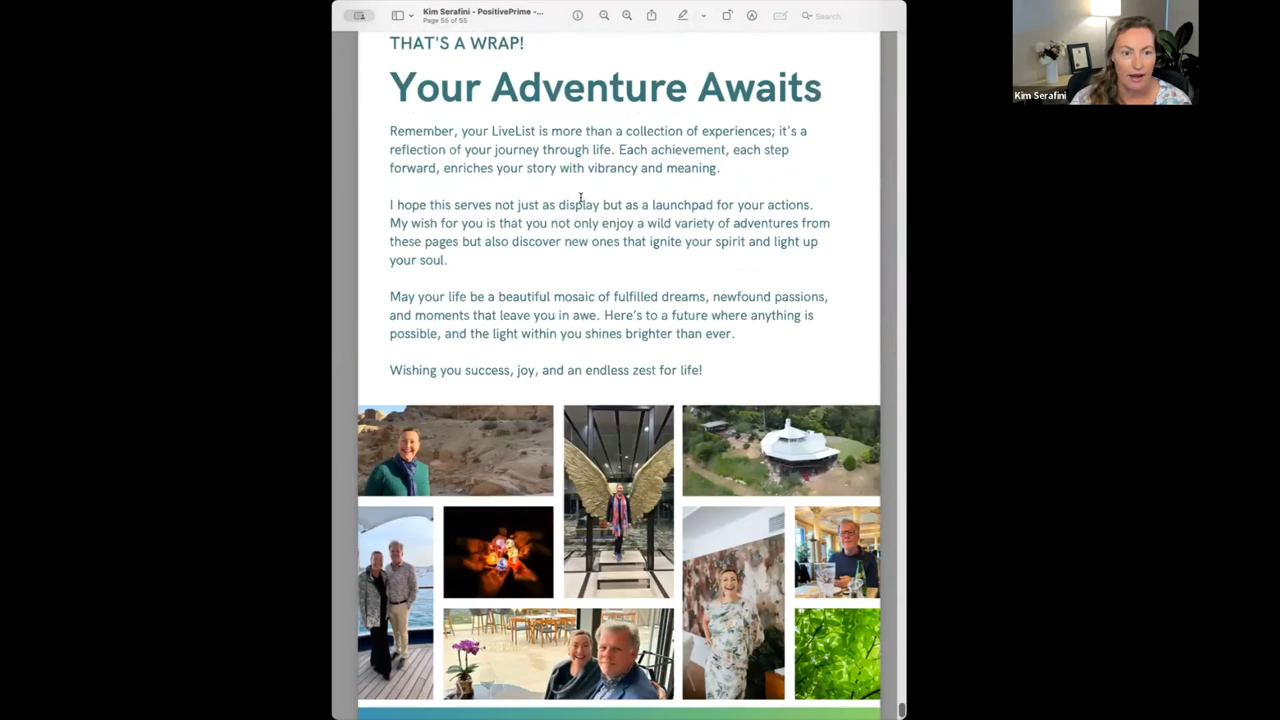 Kim Serafini - PositivePrime -...
Page 55 of 55
Search
THAT'S A WRAP!
Your Adventure Awaits
Remember, your LiveList is more than a collection of experiences; it's a
reflection of your journey through life. Each achievement, each step
forward, enriches your story with vibrancy and meaning.
I hope this serves not just as display but as a launchpad for your actions.
My wish for you is that you not only enjoy a wild variety of adventures from
these pages but also discover new ones that ignite your spirit and light up
your soul.
May your life be a beautiful mosaic of fulfilled dreams, newfound passions,
and moments that leave you in awe. Here's to a future where anything is
possible, and the light within you shines brighter than ever.
Wishing you success, joy, and an endless zest for life!
Kim Serafini